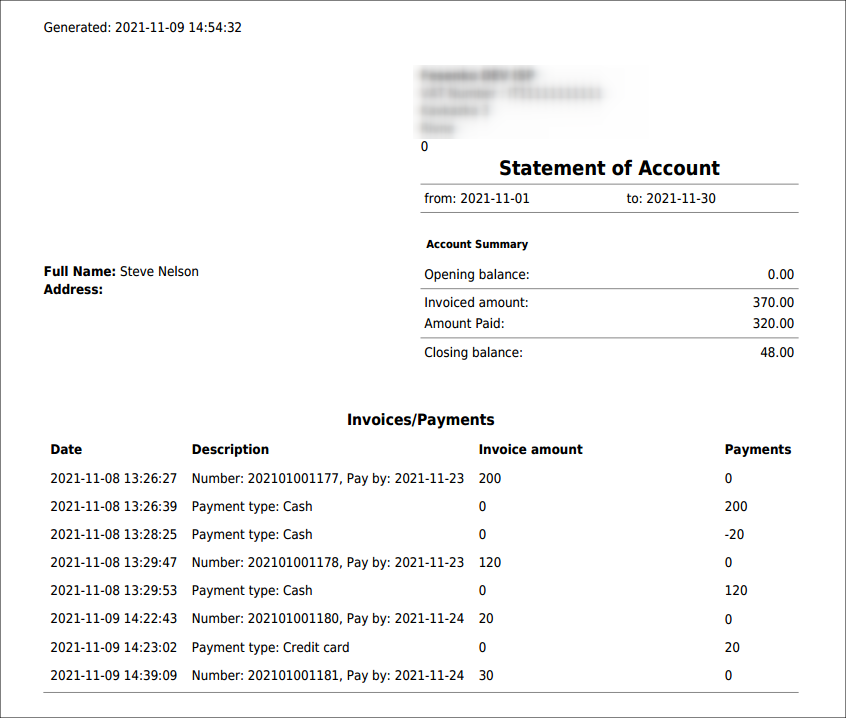 Generated: 2021-11-09 14:54:32
0
Statement of Account
from: 2021-11-01 to: 2021-11-30
Account Summary
Full Name: Steve Nelson
Address:
Opening balance: 0.00
Invoiced amount: 370.00
Amount Paid: 320.00
Closing balance: 48.00
Invoices/Payments
Date Description Invoice amount Payments
2021-11-08 13:26:27 Number: 202101001177, Pay by: 2021-11-23 200 0
2021-11-08 13:26:39 Payment type: Cash 0 200
2021-11-08 13:28:25 Payment type: Cash 0 -20
2021-11-08 13:29:47 Number: 202101001178, Pay by: 2021-11-23 120 0
2021-11-08 13:29:53 Payment type: Cash 0 120
2021-11-09 14:22:43 Number: 202101001180, Pay by: 2021-11-24 20 0
2021-11-09 14:23:02 Payment type: Credit card 0 20
2021-11-09 14:39:09 Number: 202101001181, Pay by: 2021-11-24 30 0